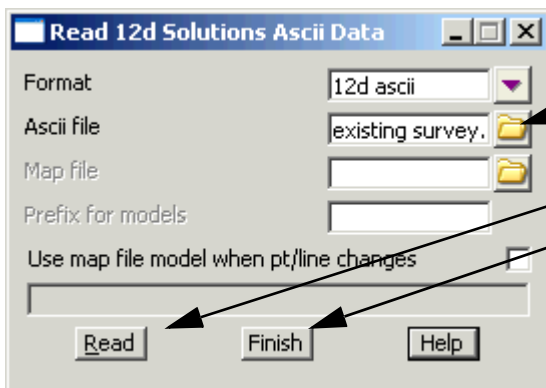 Read 12d Solutions Ascii Data
Format 12d ascii
Ascii file existing survey.
Map file
Prefix for models
Use map file model when pt/line changes
Read Finish Help